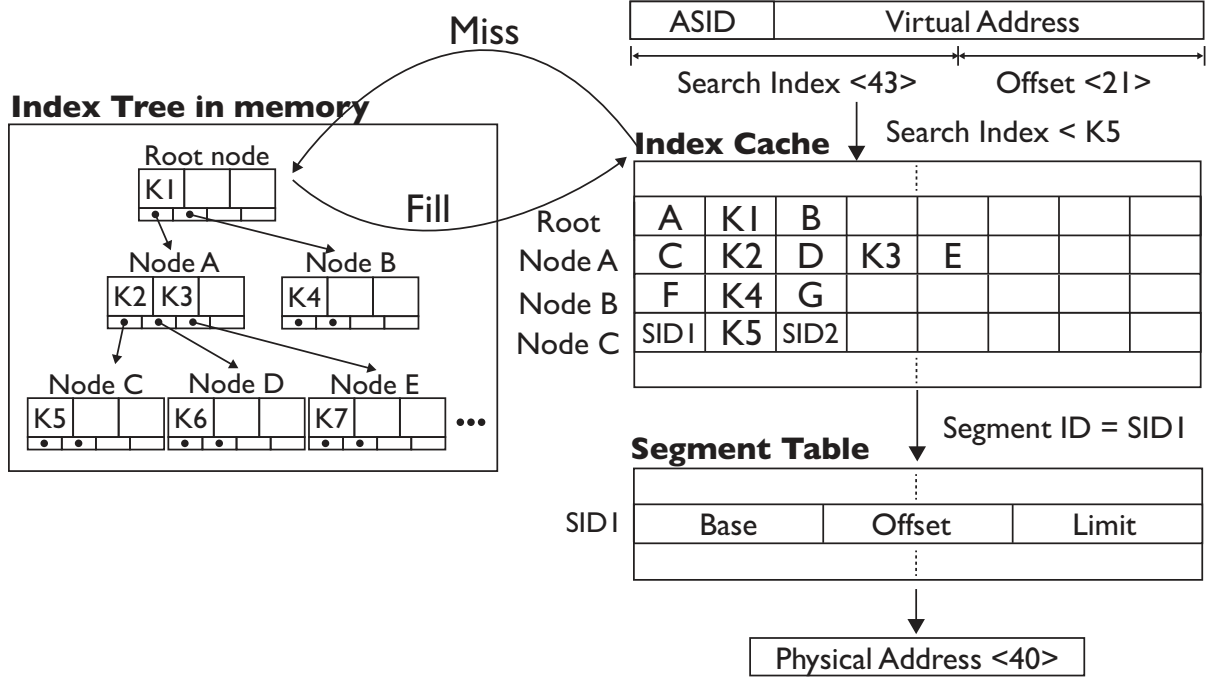 ASID Virtual Address
Search Index <43> Offset <21>
Search Index < K5
Miss
Fill
Index Tree in memory
Root node
K1
Node A Node B
K2 K3 K4
Node C Node D Node E
K5 K6 K7 •••
Index Cache
Root A K1 B
Node A C K2 D K3 E
Node B F K4 G
Node C SID1 K5 SID2
Segment ID = SID1
Segment Table
SID1 Base Offset Limit
Physical Address <40>